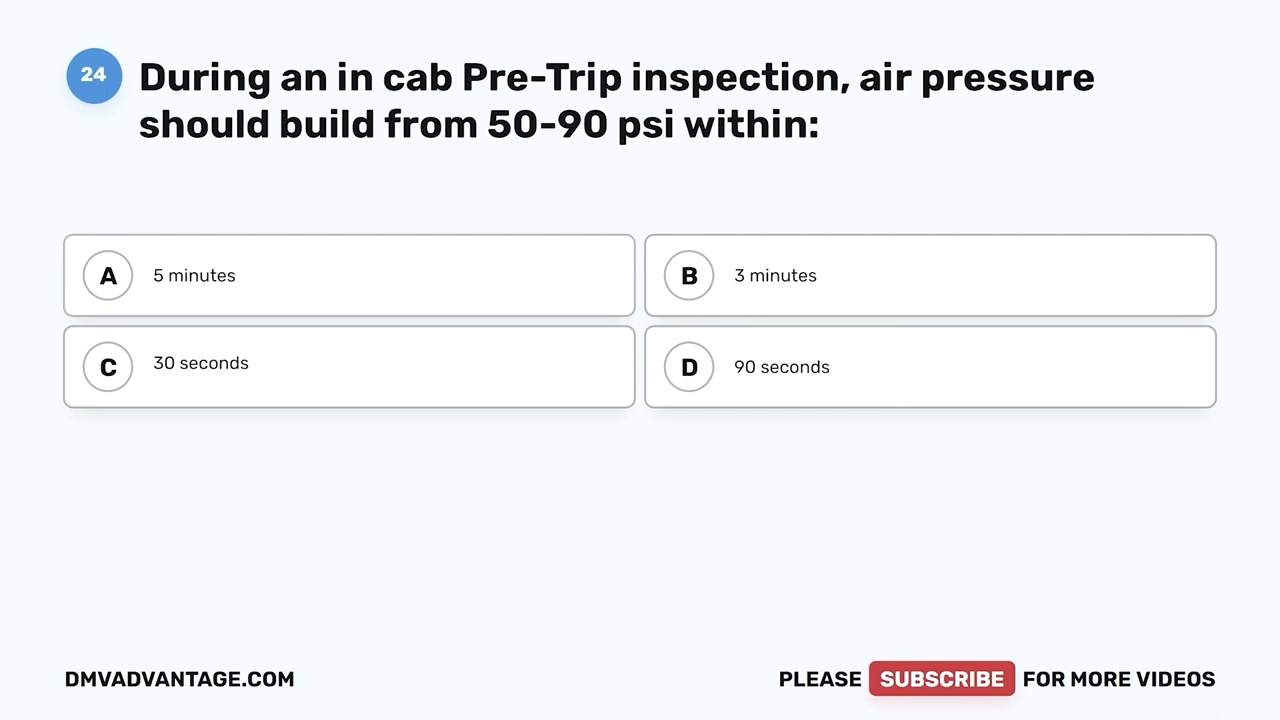 24
During an in cab Pre-Trip inspection, air pressure
should build from 50-90 psi within:
A 5 minutes
B 3 minutes
C 30 seconds
D 90 seconds
DMVADVANTAGE.COM
PLEASE SUBSCRIBE FOR MORE VIDEOS